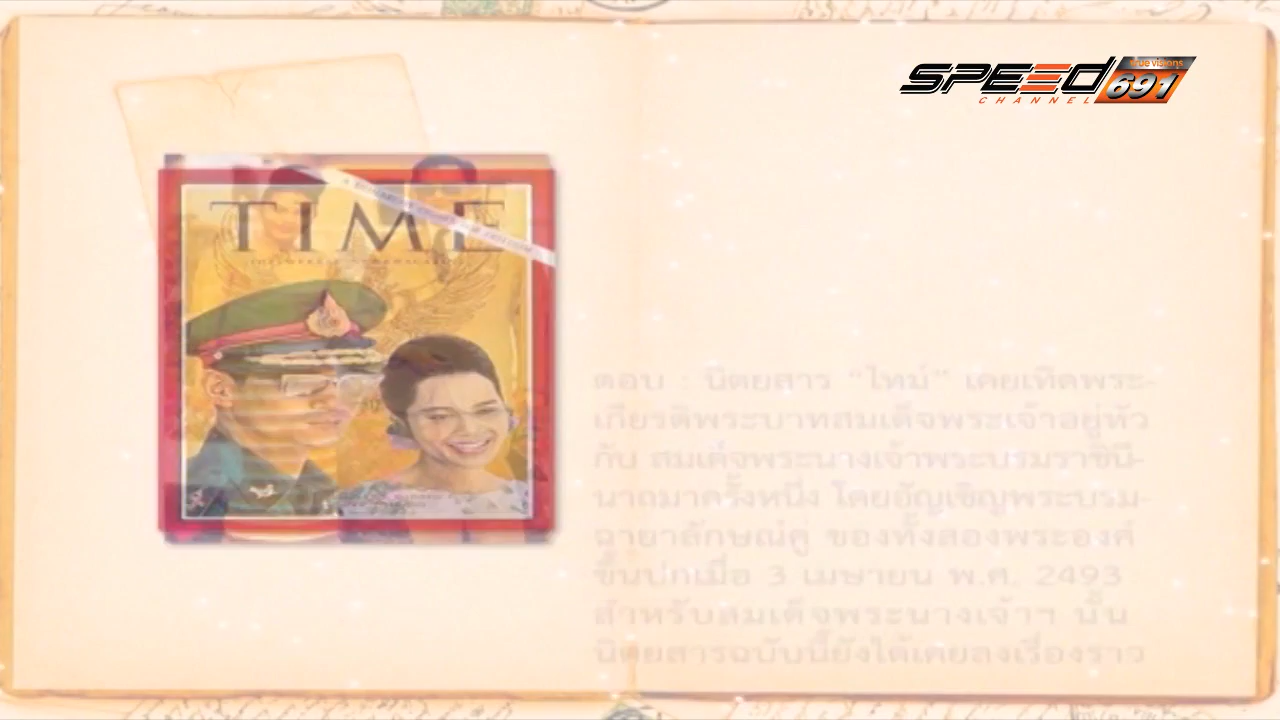 SPEED
true visions
691
CHANNEL
TIME
ตอบ : นิตยสาร “ไทม์” เคยเทิดพระ-
เกียรติพระบาทสมเด็จพระเจ้าอยู่หัว
กับ สมเด็จพระนางเจ้าพระบรมราชินี-
นาถมาครั้งหนึ่ง โดยอัญเชิญพระบรม-
ฉายาลักษณ์คู่ ของทั้งสองพระองค์
ขึ้นปกเมื่อ 3 เมษายน พ.ศ. 2493
สำหรับสมเด็จพระนางเจ้าฯ นั้น
นิตยสารฉบับนี้ยังได้เคยลงเรื่องราว